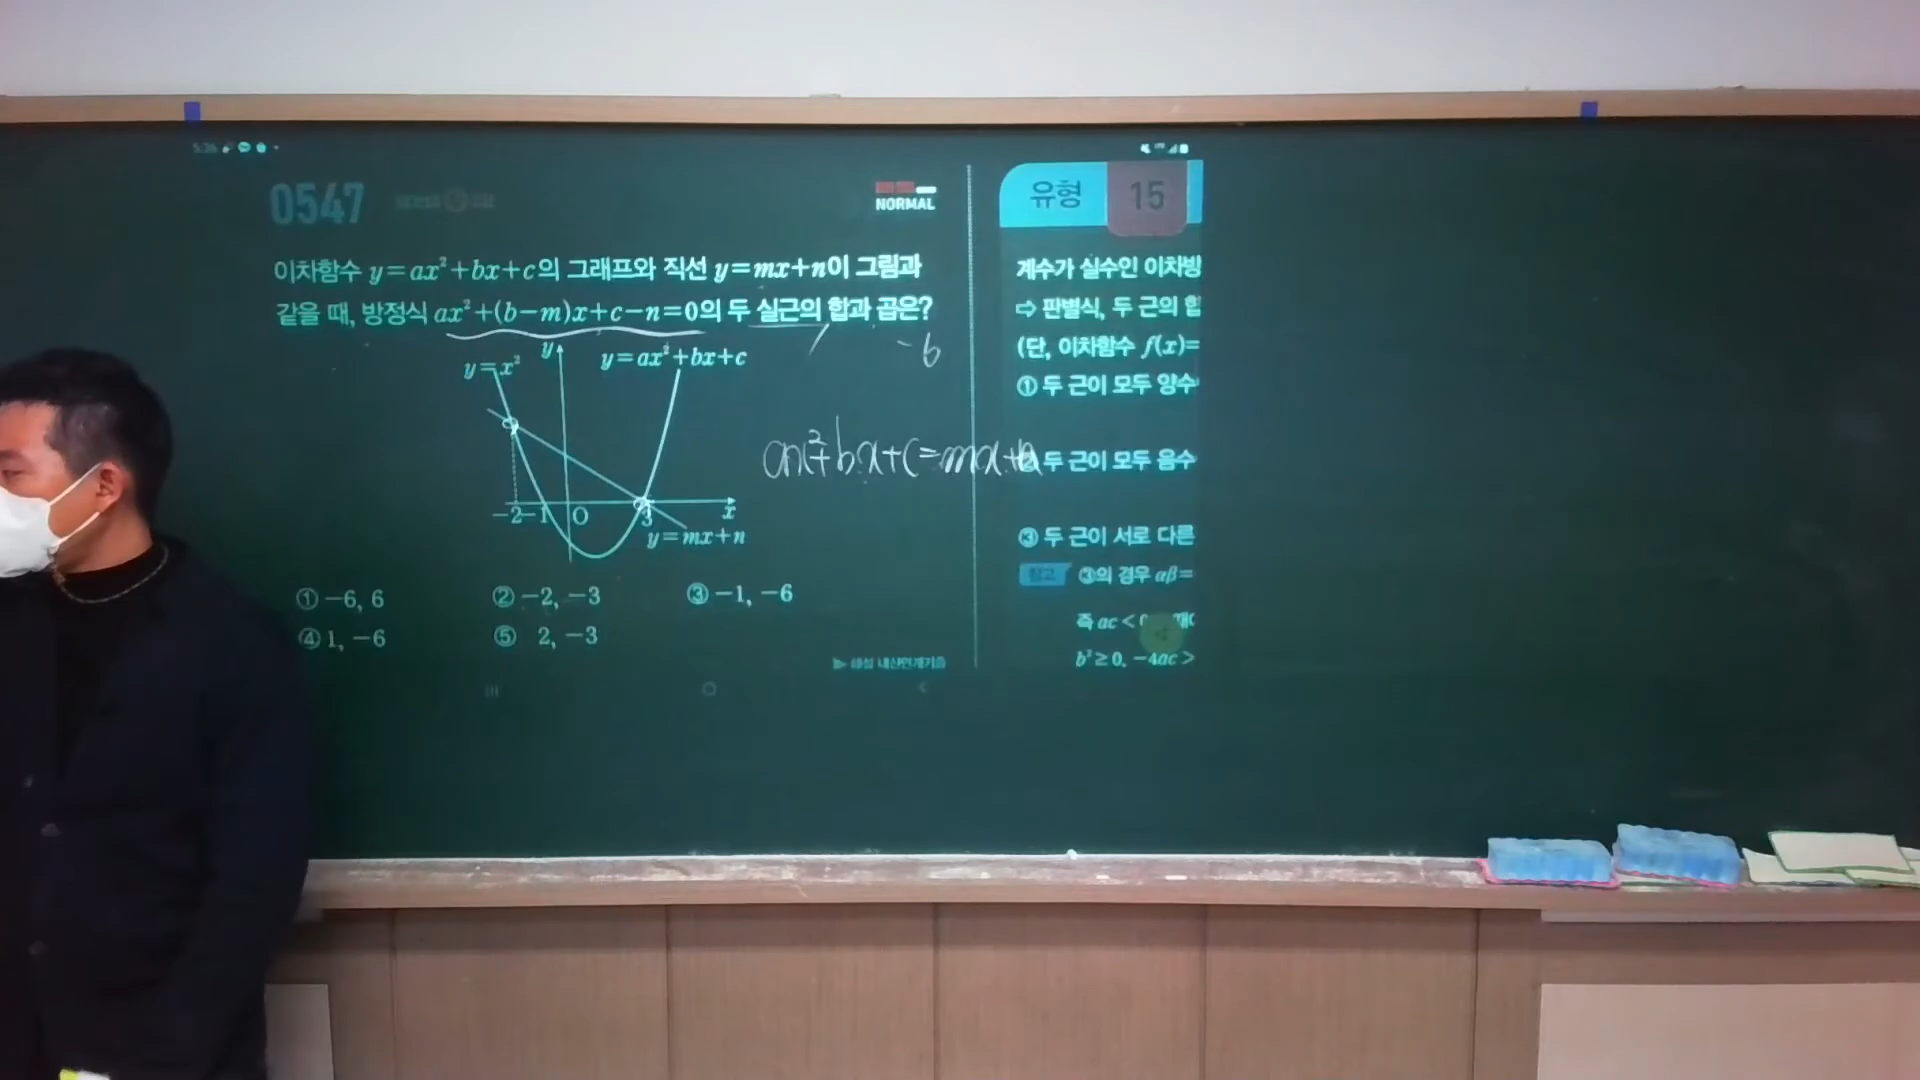 5:36
0547
NORMAL
이차함수 y=ax²+bx+c의 그래프와 직선 y=mx+n이 그림과
같을 때, 방정식 ax²+(b−m)x+c−n=0의 두 실근의 합과 곱은?
−6
y=x²
y
y=ax²+bx+c
−2
−1
O
3
x
y=mx+n
ax²+bx+c=mx+n
① −6, 6
② −2, −3
③ −1, −6
④ 1, −6
⑤ 2, −3
유형 15
계수가 실수인 이차방
⇨ 판별식, 두 근의 합
(단, 이차함수 f(x)=
① 두 근이 모두 양수
두 근이 모두 음수
③ 두 근이 서로 다른
참고 ③의 경우 αβ=
즉 ac<
b²≥0, −4ac>